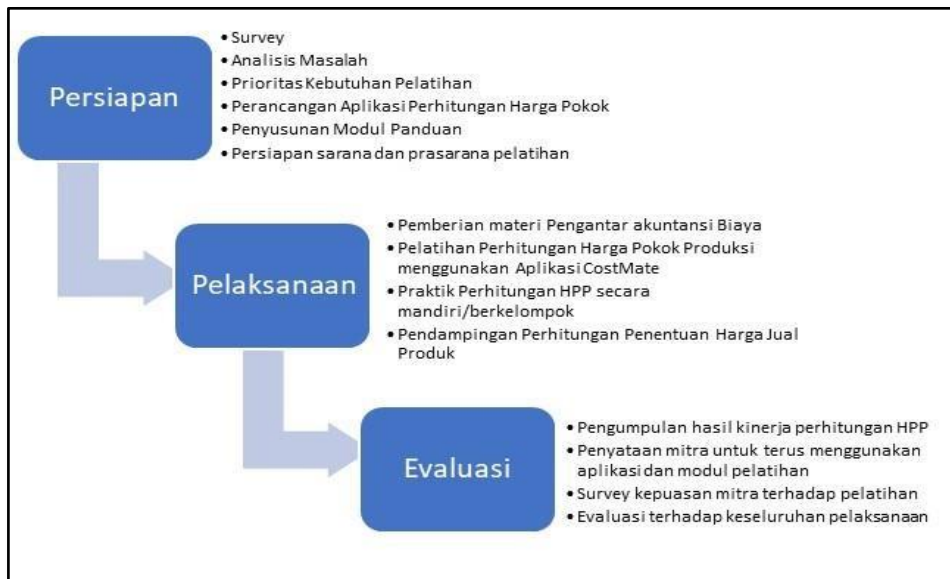 Persiapan
• Survey
• Analisis Masalah
• Prioritas Kebutuhan Pelatihan
• Perancangan Aplikasi Perhitungan Harga Pokok
• Penyusunan Modul Panduan
• Persiapan sarana dan prasarana pelatihan
Pelaksanaan
• Pemberian materi Pengantar akuntansi Biaya
• Pelatihan Perhitungan Harga Pokok Produksi
menggunakan Aplikasi CostMate
• Praktik Perhitungan HPP secara
mandiri/berkelompok
• Pendampingan Perhitungan Penentuan Harga Jual
Produk
Evaluasi
• Pengumpulan hasil kinerja perhitungan HPP
• Penyataan mitra untuk terus menggunakan
aplikasi dan modul pelatihan
• Survey kepuasan mitra terhadap pelatihan
• Evaluasi terhadap keseluruhan pelaksanaan